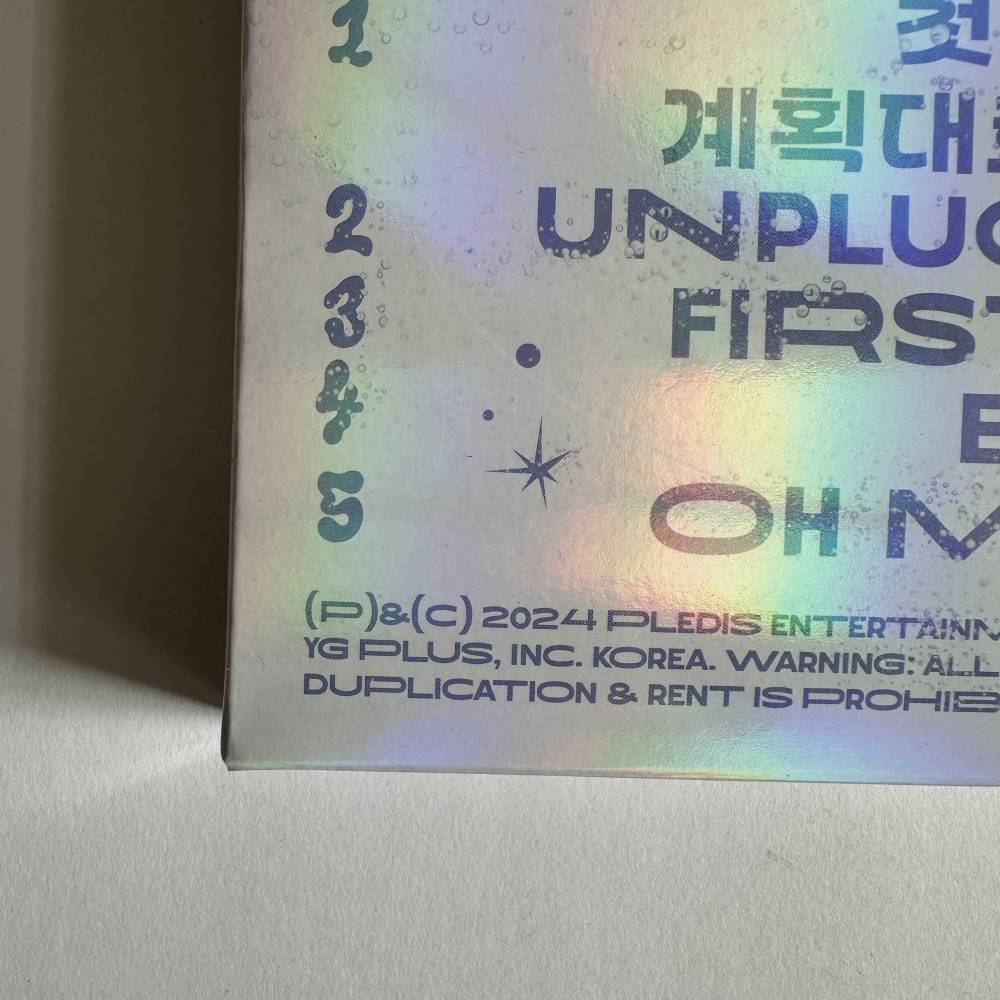 1 첫
계획대
2 UNPLUG
3 FIRST
4 B
5 OH M
(P)&(C) 2024 PLEDIS ENTERTAINM
YG PLUS, INC. KOREA. WARNING: ALL
DUPLICATION & RENT IS PROHIB